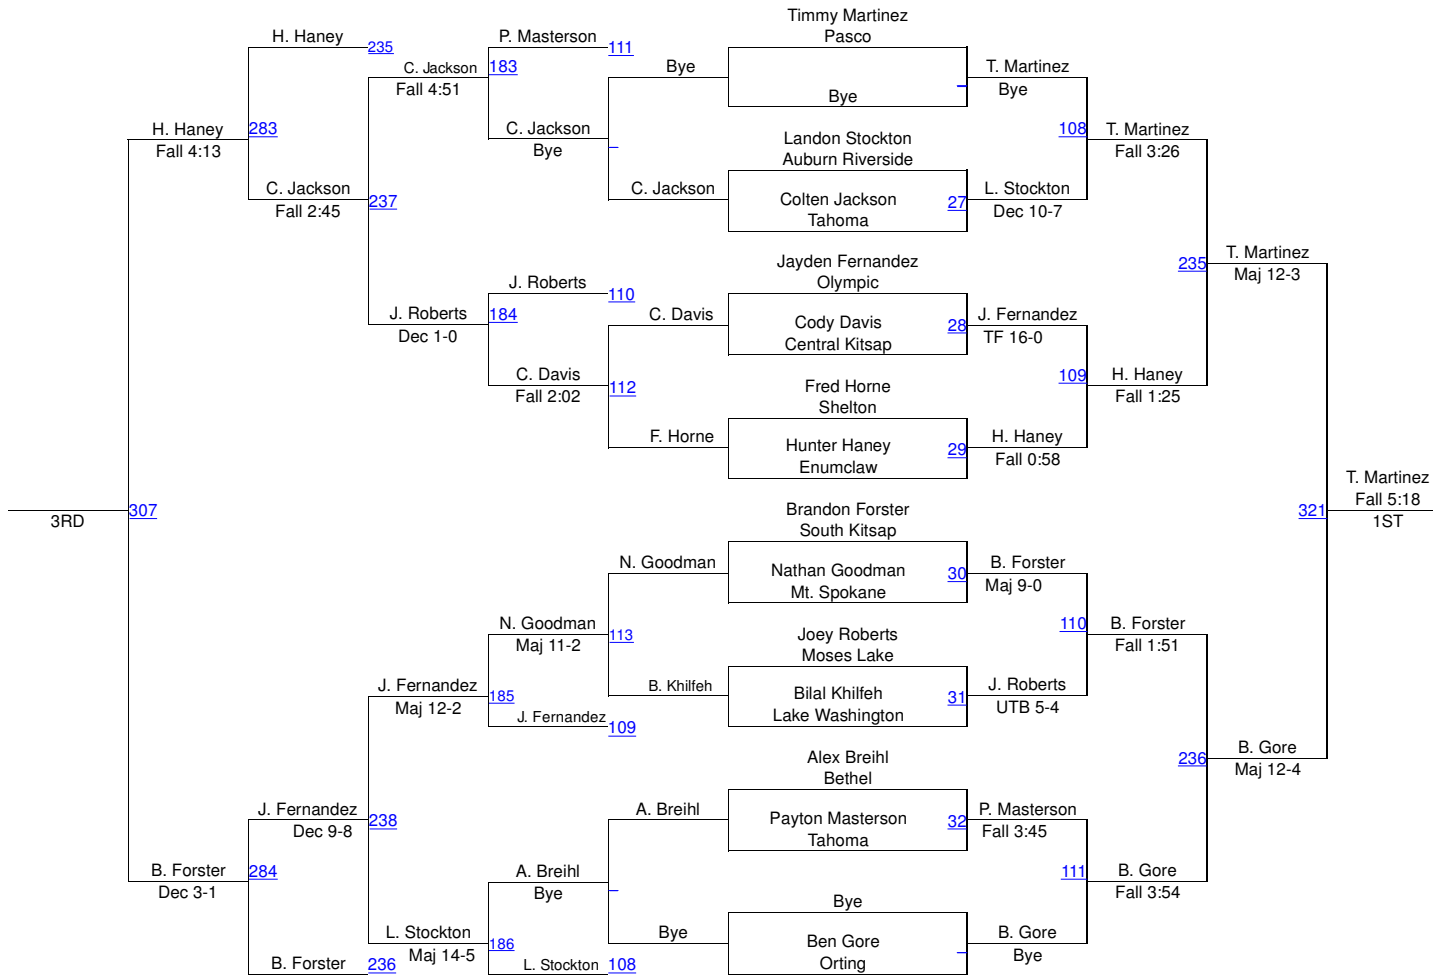 Timmy Martinez
Pasco
H. Haney
235
P. Masterson
111
C. Jackson
183
Fall 4:51
Bye
Bye
T. Martinez
Bye
H. Haney
283
Fall 4:13
C. Jackson
Bye
Landon Stockton
Auburn Riverside
108
T. Martinez
Fall 3:26
C. Jackson
Fall 2:45
237
C. Jackson
Colten Jackson
Tahoma
27
L. Stockton
Dec 10-7
Jayden Fernandez
Olympic
235
T. Martinez
Maj 12-3
J. Roberts
110
J. Roberts
184
Dec 1-0
C. Davis
Cody Davis
Central Kitsap
28
J. Fernandez
TF 16-0
C. Davis
Fall 2:02
112
Fred Horne
Shelton
109
H. Haney
Fall 1:25
F. Horne
Hunter Haney
Enumclaw
29
H. Haney
Fall 0:58
3RD
307
Brandon Forster
South Kitsap
321
T. Martinez
Fall 5:18
1ST
N. Goodman
Nathan Goodman
Mt. Spokane
30
B. Forster
Maj 9-0
N. Goodman
Maj 11-2
113
Joey Roberts
Moses Lake
110
B. Forster
Fall 1:51
J. Fernandez
Maj 12-2
185
B. Khilfeh
Bilal Khilfeh
Lake Washington
31
J. Roberts
UTB 5-4
J. Fernandez
109
Alex Breihl
Bethel
236
B. Gore
Maj 12-4
J. Fernandez
Dec 9-8
238
A. Breihl
Payton Masterson
Tahoma
32
P. Masterson
Fall 3:45
B. Forster
Dec 3-1
284
A. Breihl
Bye
Bye
111
B. Gore
Fall 3:54
L. Stockton
Maj 14-5
186
Bye
Ben Gore
Orting
B. Gore
Bye
B. Forster
236
L. Stockton
108